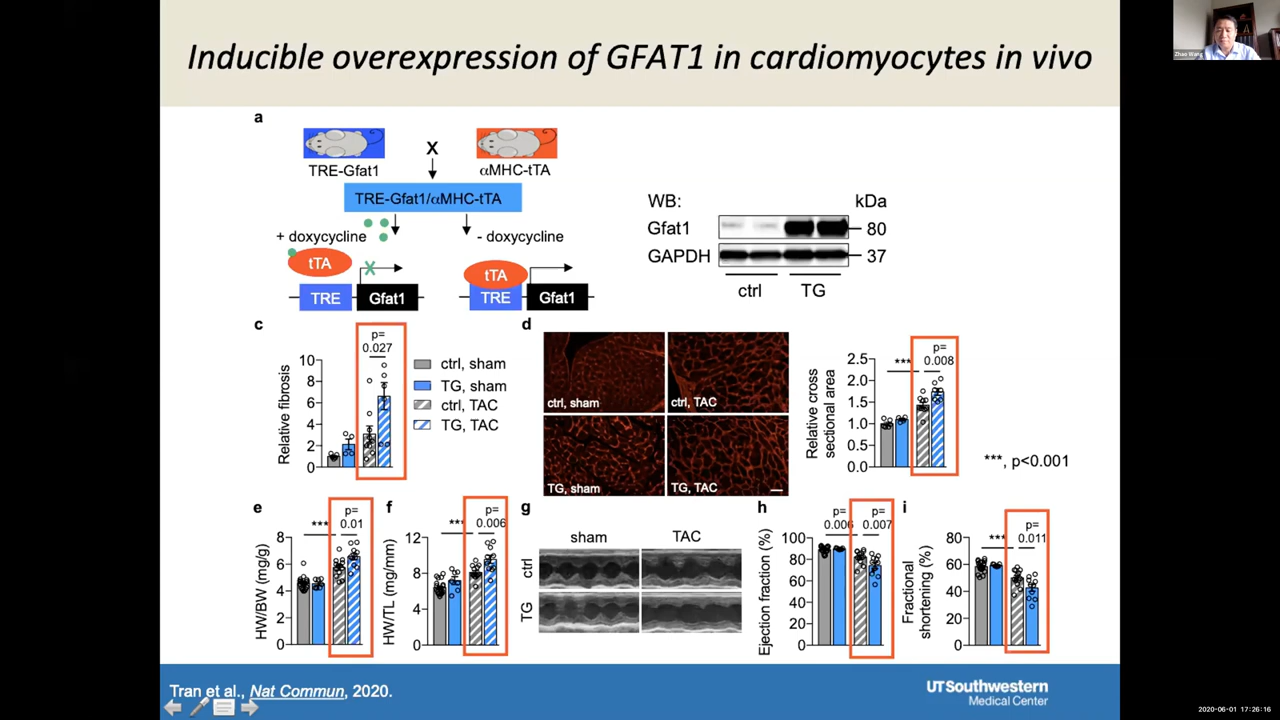 Inducible overexpression of GFAT1 in cardiomyocytes in vivo
Zhao Wang
a
TRE-Gfat1
X
αMHC-tTA
TRE-Gfat1/αMHC-tTA
+ doxycycline
- doxycycline
tTA
X
TRE
Gfat1
tTA
TRE
Gfat1
WB:
kDa
Gfat1
80
GAPDH
37
ctrl
TG
c
p=
0.027
Relative fibrosis
10
8
6
4
2
0
ctrl, sham
TG, sham
ctrl, TAC
TG, TAC
d
ctrl, sham
ctrl, TAC
TG, sham
TG, TAC
Relative cross
sectional area
2.5
2.0
1.5
1.0
0.5
0.0
***
p=
0.008
***, p<0.001
e
HW/BW (mg/g)
8
6
4
2
0
***
p=
0.01
f
HW/TL (mg/mm)
12
8
4
0
***
p=
0.006
g
sham
TAC
ctrl
TG
h
Ejection fraction (%)
100
80
60
40
20
0
p=
0.006
p=
0.007
i
Fractional
shortening (%)
80
60
40
20
0
***
p=
0.011
Tran et al., Nat Commun, 2020.
UTSouthwestern
Medical Center
2020-06-01 17:26:16